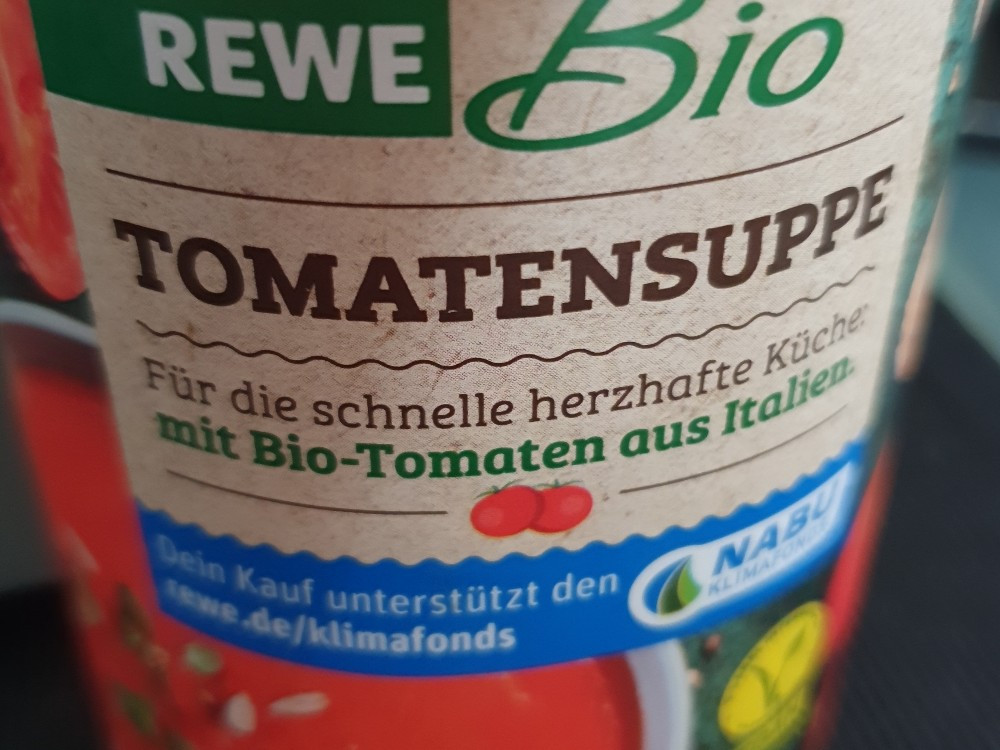 REWE Bio
TOMATENSUPPE
Für die schnelle herzhafte Küche:
mit Bio-Tomaten aus Italien.
Dein Kauf unterstützt den
rewe.de/klimafonds
NABU
KLIMAFONDS